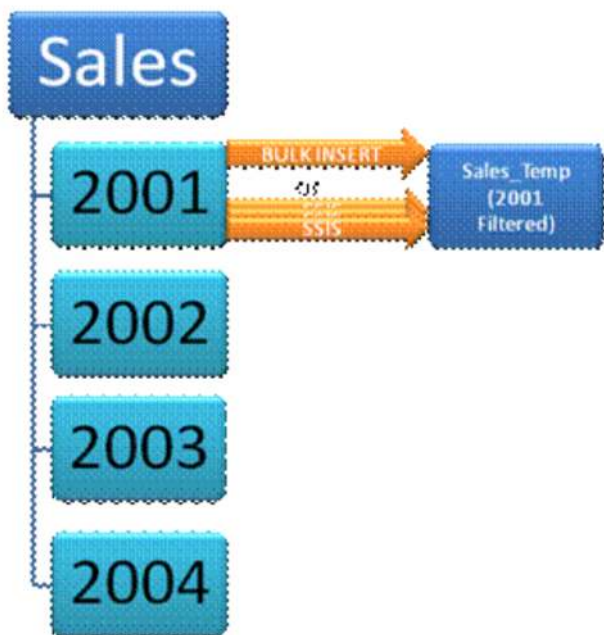 Sales
2001
BULK INSERT
SSIS
Sales_Temp
(2001
Filtered)
2002
2003
2004